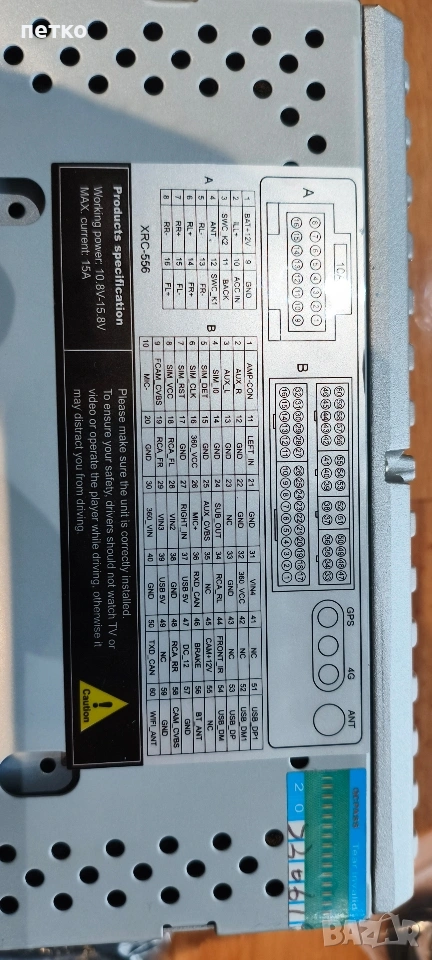 петко
A
B
GPS
4G
ANT
A
1 BAT+12V 9 GND
2 ILL+ 10 ACC IN
3 SWC_K2 11 BACK
4 ANT 12 SWC_K1
5 RL- 13 FR-
6 RL+ 14 FR+
7 RR+ 15 FL-
8 RR- 16 FL+
XRC-556
B
1 AMP-CON 11 LEFT_IN 21 GND 31 VIN4 41 NC 51 USB_DP1
2 AUX_R 12 GND 22 GND 32 360_VCC 42 NC 52 USB_DM1
3 AUX_L 13 GND 23 NC 33 GND 43 NC 53 USB_DP
4 SIM_I0 14 GND 24 SUB_OUT 34 RCA_RL 44 FRONT_IR 54 USB_DM
5 SIM_DET 15 GND 25 AUX_CVBS 35 NC 45 CAM+12V 55 NC
6 SIM_CLK 16 360_VCC 26 MIC+ 36 RXD_CAN 46 BRAKE 56 BT_ANT
7 SIM_RST 17 GND 27 RIGHT_IN 37 USB 5V 47 DC_12 57 GND
8 SIM_VCC 18 RCA_FL 28 VIN2 38 GND 48 RCA_RR 58 CAM_CVBS
9 FCAM_CVBS 19 RCA_FR 29 VIN3 39 USB 5V 49 NC 59 GND
10 MIC- 20 GND 30 360_VIN 40 GND 50 TXD_CAN 60 WIFI_ANT
Products specification
Working power: 10.8V-15.8V
MAX. current: 15A
Please make sure the unit is correctly installed.
To ensure your safety, drivers should not watch TV or
video or operate the player while driving, otherwise it
may distract you from driving.
Caution
BAZAR